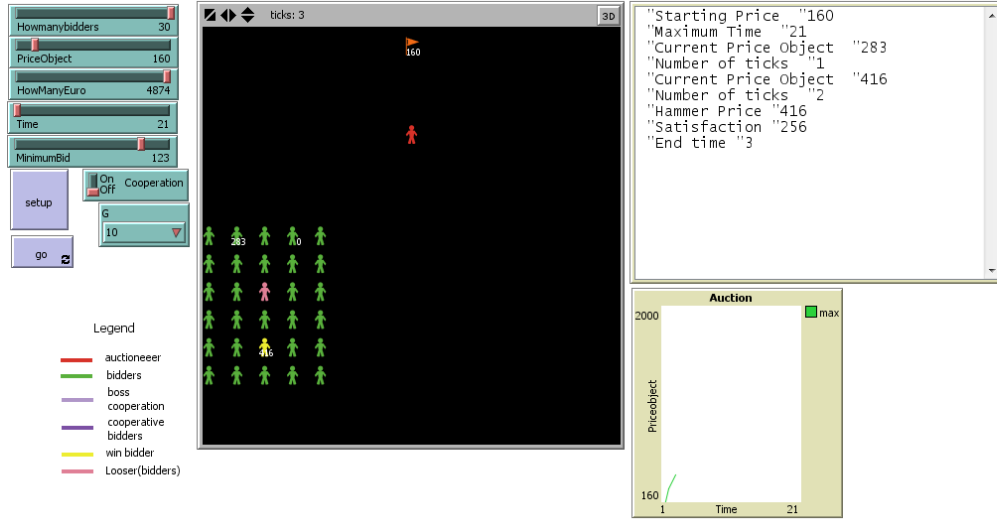 Howmanybidders 30
PriceObject 160
HowManyEuro 4874
Time 21
MinimumBid 123
setup
On
Off
Cooperation
G
10
go
ticks: 3
3D
160
283
0
416
"Starting Price "160
"Maximum Time "21
"Current Price Object "283
"Number of ticks "1
"Current Price Object "416
"Number of ticks "2
"Hammer Price "416
"Satisfaction "256
"End time "3
Legend
auctioneeer
bidders
boss
cooperation
cooperative
bidders
win bidder
Looser(bidders)
Auction
2000
max
Priceobject
160
1 Time 21